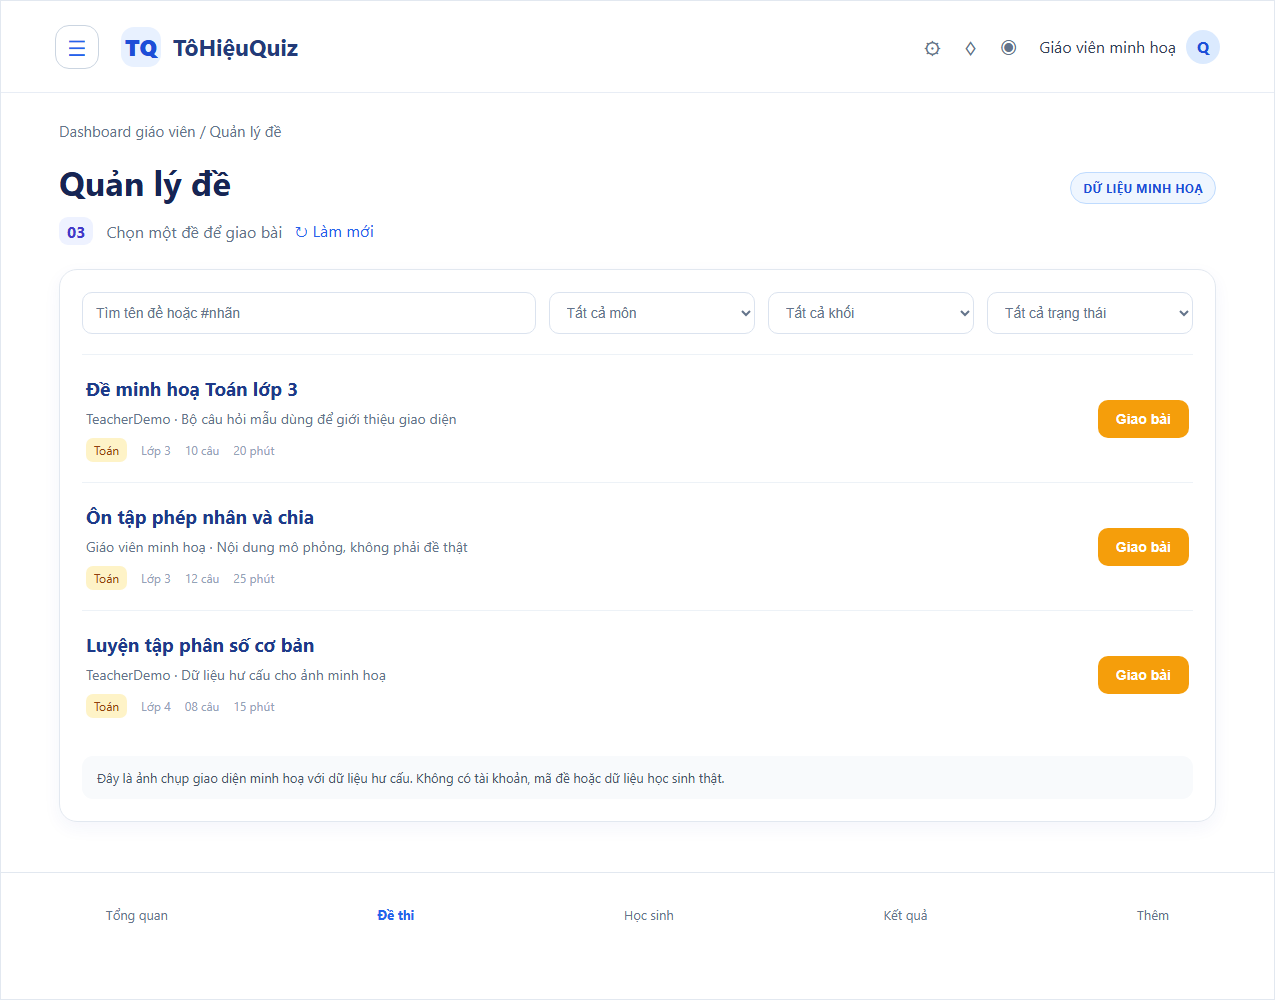 TQ TôHiệuQuiz
Giáo viên minh hoạ Q
Dashboard giáo viên / Quản lý đề
Quản lý đề
DỮ LIỆU MINH HOẠ
03 Chọn một đề để giao bài ↻ Làm mới
Tìm tên đề hoặc #nhãn
Tất cả môn
Tất cả khối
Tất cả trạng thái
Đề minh hoạ Toán lớp 3
TeacherDemo · Bộ câu hỏi mẫu dùng để giới thiệu giao diện
Toán Lớp 3 10 câu 20 phút
Giao bài
Ôn tập phép nhân và chia
Giáo viên minh hoạ · Nội dung mô phỏng, không phải đề thật
Toán Lớp 3 12 câu 25 phút
Giao bài
Luyện tập phân số cơ bản
TeacherDemo · Dữ liệu hư cấu cho ảnh minh hoạ
Toán Lớp 4 08 câu 15 phút
Giao bài
Đây là ảnh chụp giao diện minh hoạ với dữ liệu hư cấu. Không có tài khoản, mã đề hoặc dữ liệu học sinh thật.
Tổng quan
Đề thi
Học sinh
Kết quả
Thêm